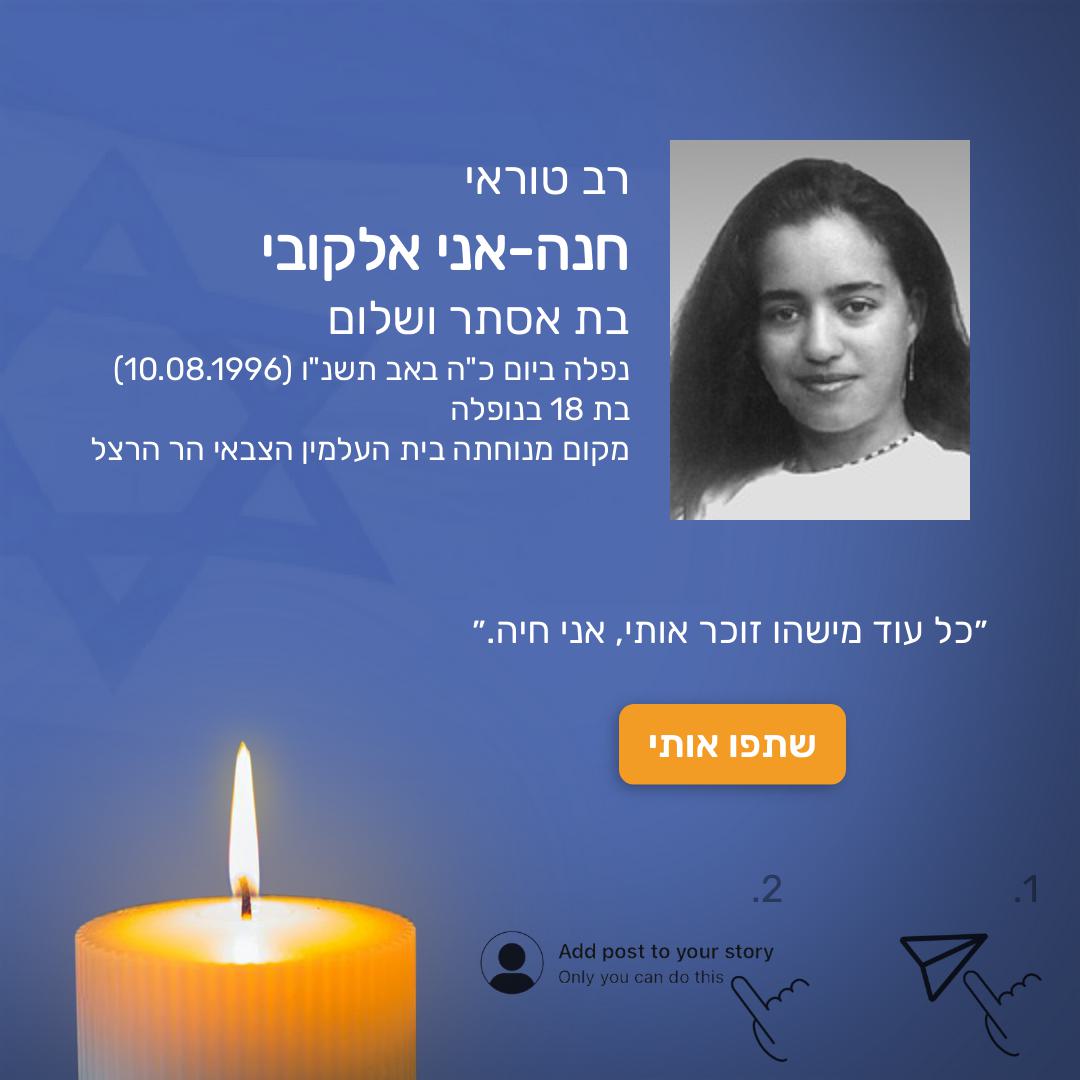 רב טוראי
חנה-אני אלקובי
בת אסתר ושלום
נפלה ביום כ"ה באב תשנ"ו (10.08.1996)
בת 18 בנופלה
מקום מנוחתה בית העלמין הצבאי הר הרצל
״כל עוד מישהו זוכר אותי, אני חיה.״
שתפו אותי
1.
2.
Add post to your story
Only you can do this